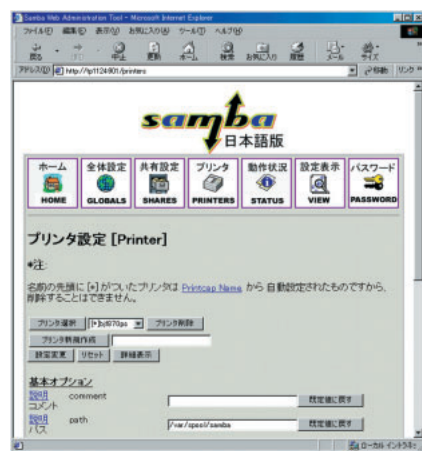 Samba Web Administration Tool - Microsoft Internet Explorer
ファイル(F) 編集(E) 表示(V) お気に入り(A) ツール(T) ヘルプ(H)
戻る 中止 更新 ホーム 検索 お気に入り 履歴 メール サイズ
アドレス(D) http://tp1124901/printers 移動 リンク »
samba
日本語版
ホーム 全体設定 共有設定 プリンタ 動作状況 設定表示 パスワード
HOME GLOBALS SHARES PRINTERS STATUS VIEW PASSWORD
プリンタ設定 [Printer]
*注:
名前の先頭に [*] がついたプリンタは Printcap Name から 自動設定されたものですから、
削除することはできません。
プリンタ選択 [*]bjf870ps プリンタ削除
プリンタ新規作成
設定変更 リセット 詳細表示
基本オプション
説明 comment 既定値に戻す
コメント
説明 path /var/spool/samba 既定値に戻す
パス
ローカル イントラネ